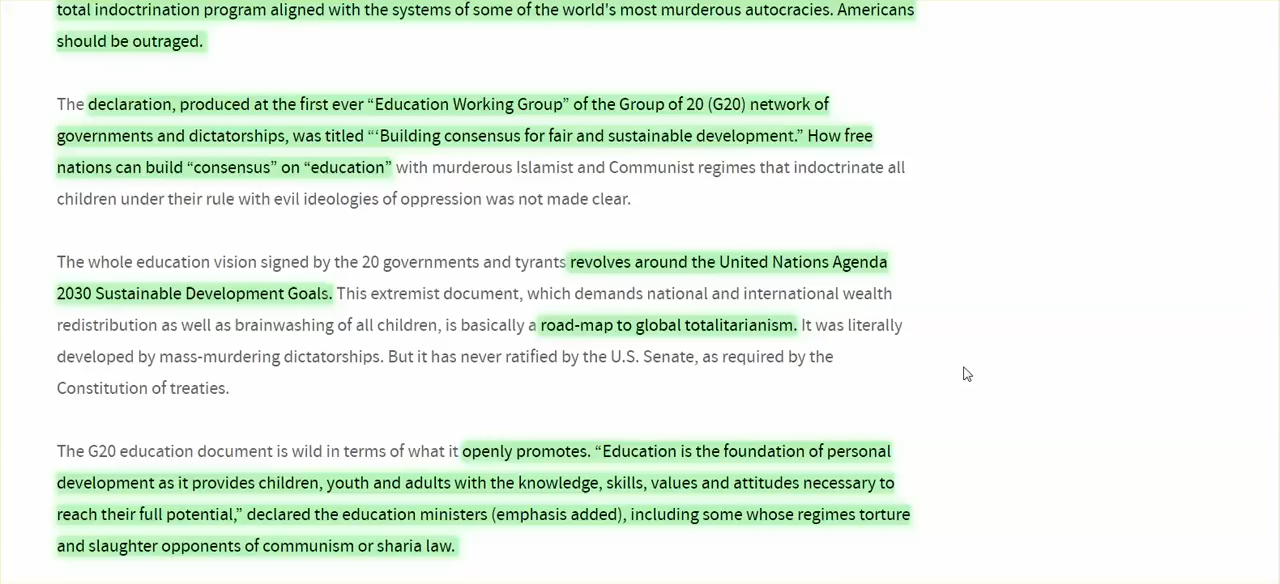 total indoctrination program aligned with the systems of some of the world's most murderous autocracies. Americans
should be outraged.
The declaration, produced at the first ever “Education Working Group” of the Group of 20 (G20) network of
governments and dictatorships, was titled “‘Building consensus for fair and sustainable development.” How free
nations can build “consensus” on “education” with murderous Islamist and Communist regimes that indoctrinate all
children under their rule with evil ideologies of oppression was not made clear.
The whole education vision signed by the 20 governments and tyrants revolves around the United Nations Agenda
2030 Sustainable Development Goals. This extremist document, which demands national and international wealth
redistribution as well as brainwashing of all children, is basically a road-map to global totalitarianism. It was literally
developed by mass-murdering dictatorships. But it has never ratified by the U.S. Senate, as required by the
Constitution of treaties.
The G20 education document is wild in terms of what it openly promotes. “Education is the foundation of personal
development as it provides children, youth and adults with the knowledge, skills, values and attitudes necessary to
reach their full potential,” declared the education ministers (emphasis added), including some whose regimes torture
and slaughter opponents of communism or sharia law.